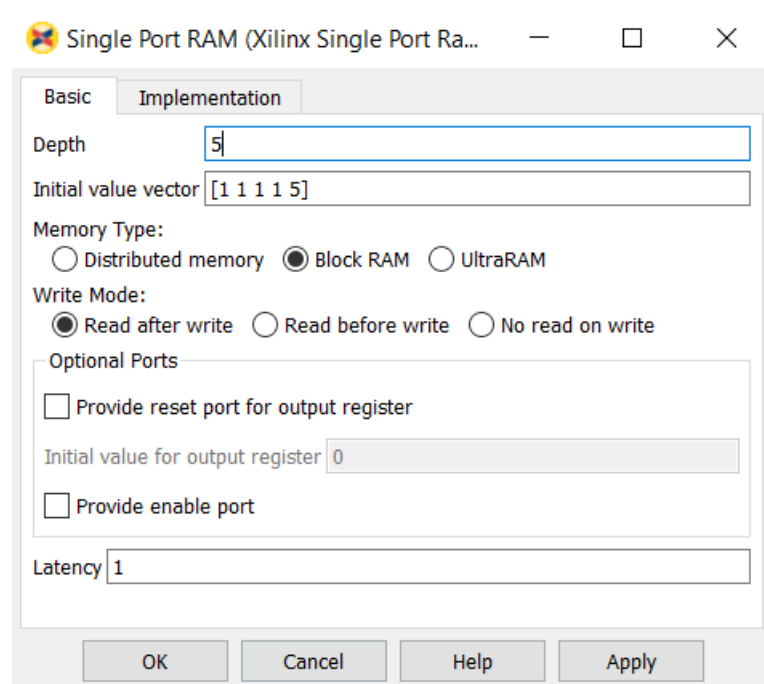 Single Port RAM (Xilinx Single Port Ra...
Basic Implementation
Depth 5
Initial value vector [1 1 1 1 5]
Memory Type:
Distributed memory Block RAM UltraRAM
Write Mode:
Read after write Read before write No read on write
Optional Ports
Provide reset port for output register
Initial value for output register 0
Provide enable port
Latency 1
OK Cancel Help Apply